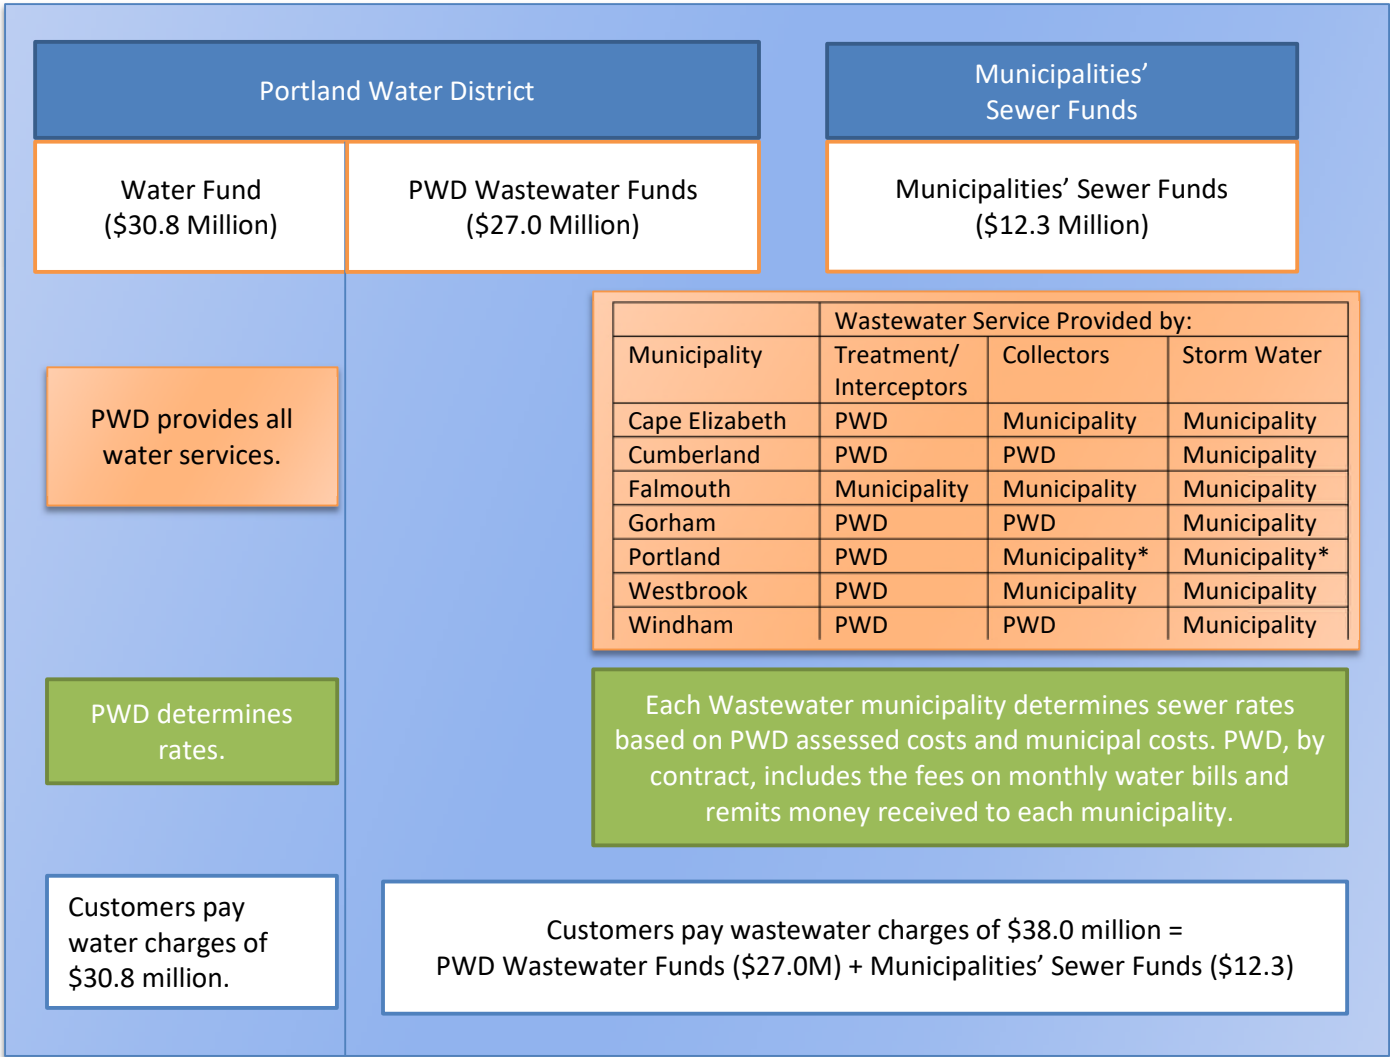 Portland Water District
Municipalities’
Sewer Funds
Water Fund
($30.8 Million)
PWD Wastewater Funds
($27.0 Million)
Municipalities’ Sewer Funds
($12.3 Million)
PWD provides all
water services.
Wastewater Service Provided by:
Municipality Treatment/ Collectors Storm Water
Interceptors
Cape Elizabeth PWD Municipality Municipality
Cumberland PWD PWD Municipality
Falmouth Municipality Municipality Municipality
Gorham PWD PWD Municipality
Portland PWD Municipality* Municipality*
Westbrook PWD Municipality Municipality
Windham PWD PWD Municipality
PWD determines
rates.
Each Wastewater municipality determines sewer rates
based on PWD assessed costs and municipal costs. PWD, by
contract, includes the fees on monthly water bills and
remits money received to each municipality.
Customers pay
water charges of
$30.8 million.
Customers pay wastewater charges of $38.0 million =
PWD Wastewater Funds ($27.0M) + Municipalities’ Sewer Funds ($12.3)